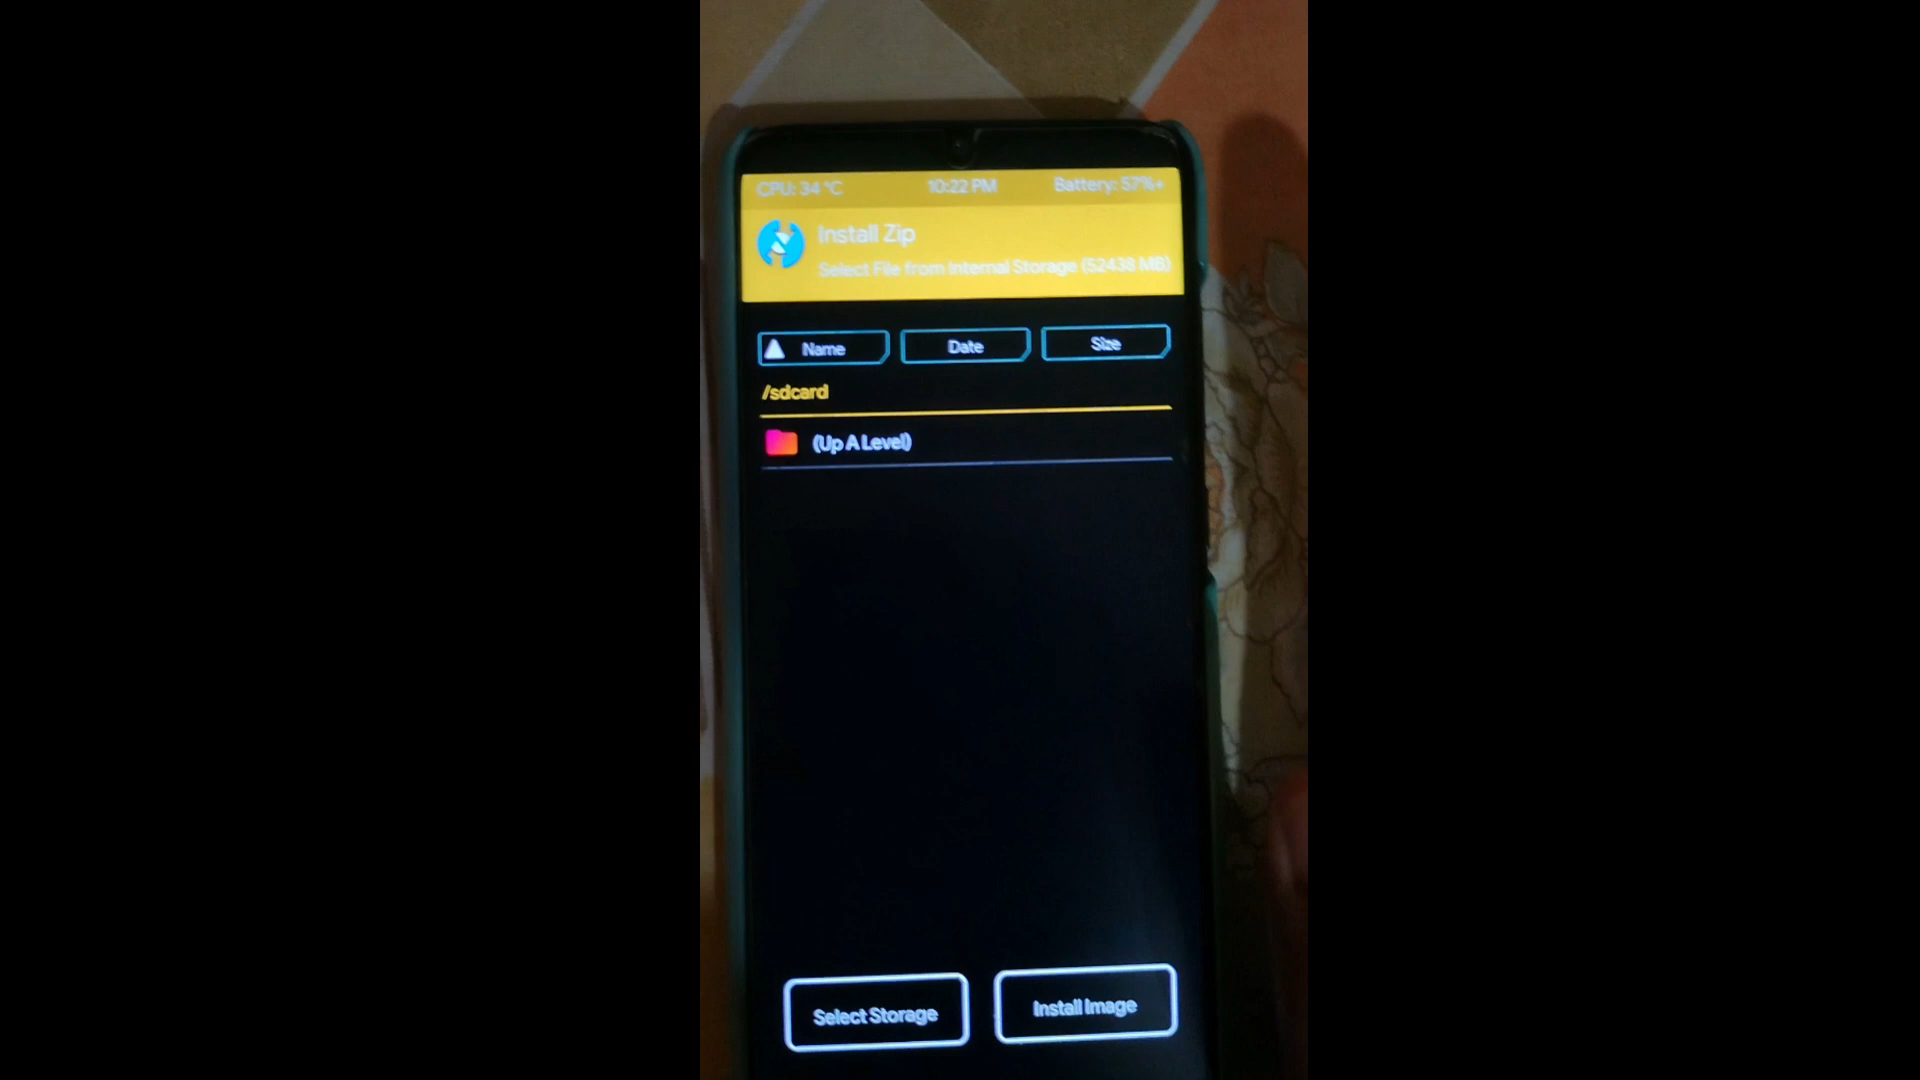 CPU: 34 °C 10:22 PM Battery: 57%+
Install Zip
Select File from Internal Storage (52438 MB)
Name Date Size
/sdcard
(Up A Level)
Select Storage Install Image